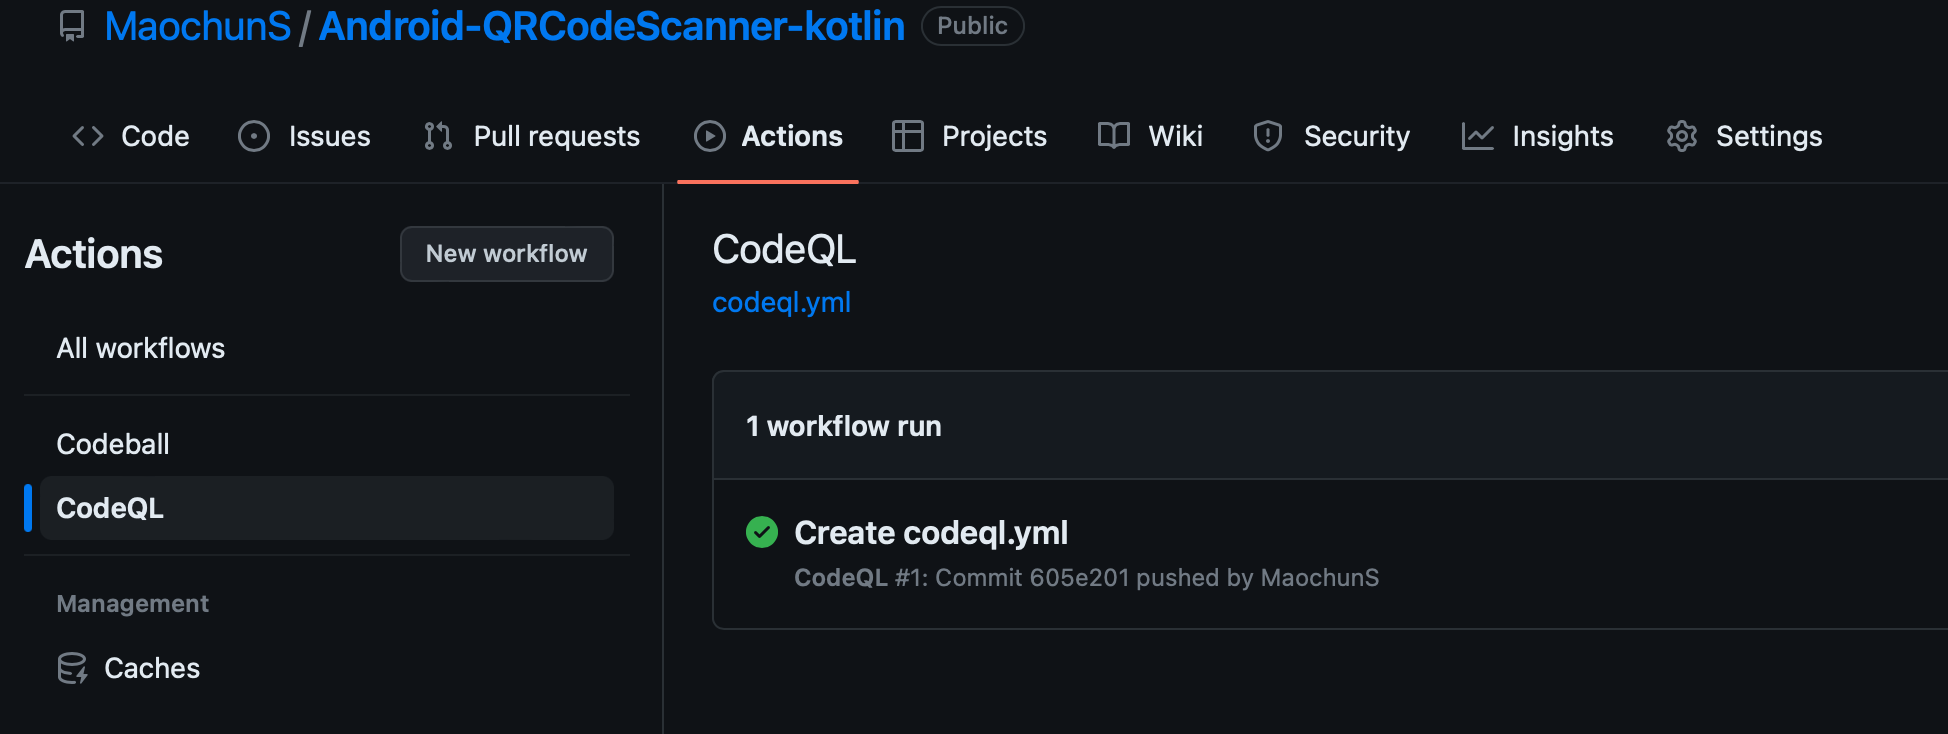 MaochunS / Android-QRCodeScanner-kotlin Public
Code Issues Pull requests Actions Projects Wiki Security Insights Settings
Actions
New workflow
All workflows
Codeball
CodeQL
Management
Caches
CodeQL
codeql.yml
1 workflow run
Create codeql.yml
CodeQL #1: Commit 605e201 pushed by MaochunS